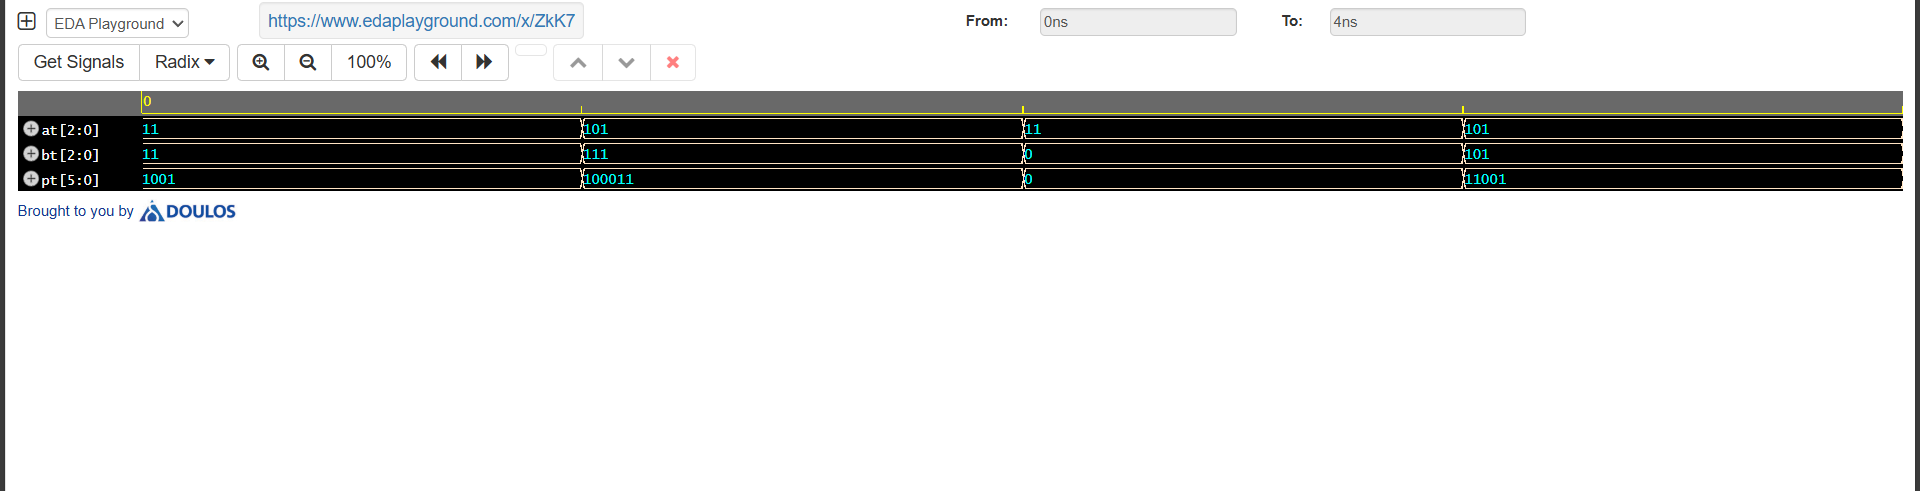 EDA Playground https://www.edaplayground.com/x/ZkK7 From: 0ns To: 4ns
Get Signals Radix 100%
0
at[2:0] 11 101 11 101
bt[2:0] 11 111 0 101
pt[5:0] 1001 100011 0 11001
Brought to you by DOULOS